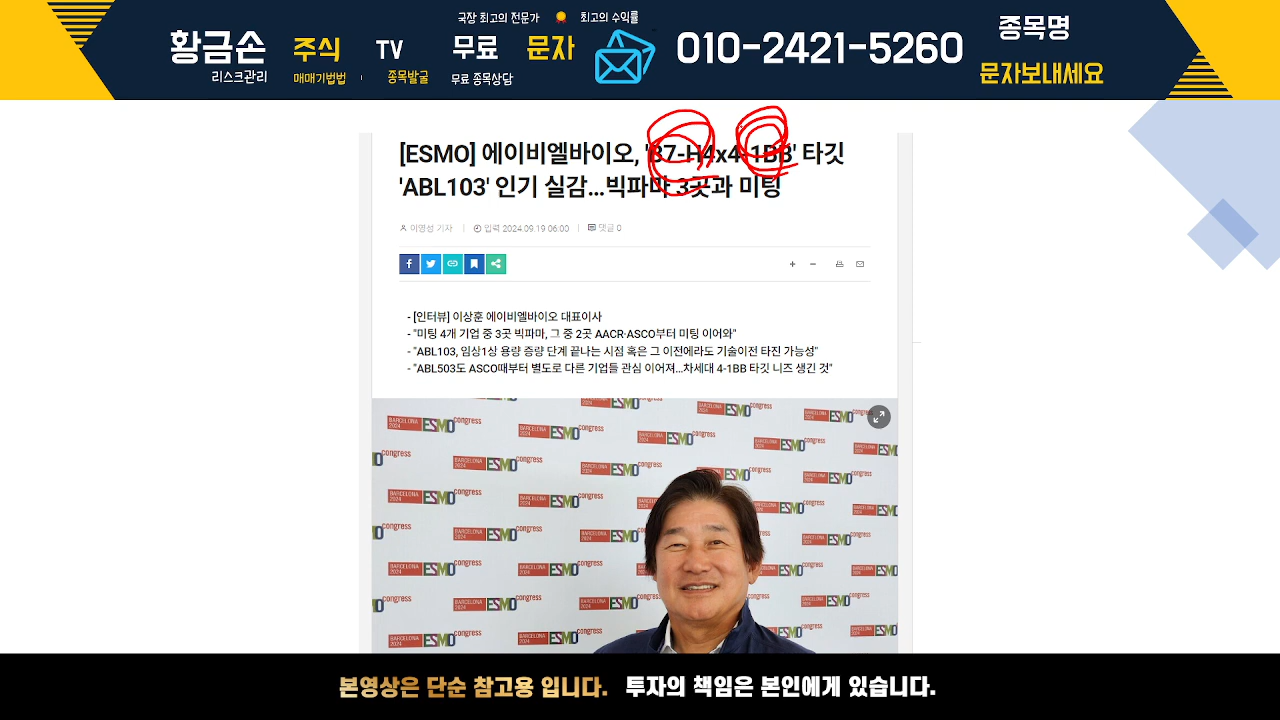 국장 최고의 전문가 최고의 수익률
황금손 주식 TV 무료 문자 010-2421-5260 종목명
리스크관리 매매기법법 종목발굴 무료 종목상담 문자보내세요
[ESMO] 에이비엘바이오, 'B7-H4x4-1BB' 타깃
'ABL103' 인기 실감...빅파마 3곳과 미팅
이영성 기자 입력 2024.09.19 06:00 댓글 0
- [인터뷰] 이상훈 에이비엘바이오 대표이사
- "미팅 4개 기업 중 3곳 빅파마, 그 중 2곳 AACR·ASCO부터 미팅 이어와"
- "ABL103, 임상1상 용량 증량 단계 끝나는 시점 혹은 그 이전에라도 기술이전 타진 가능성"
- "ABL503도 ASCO때부터 별도로 다른 기업들 관심 이어져...차세대 4-1BB 타깃 니즈 생긴 것"
BARCELONA 2024 ESMO congress
본영상은 단순 참고용 입니다. 투자의 책임은 본인에게 있습니다.